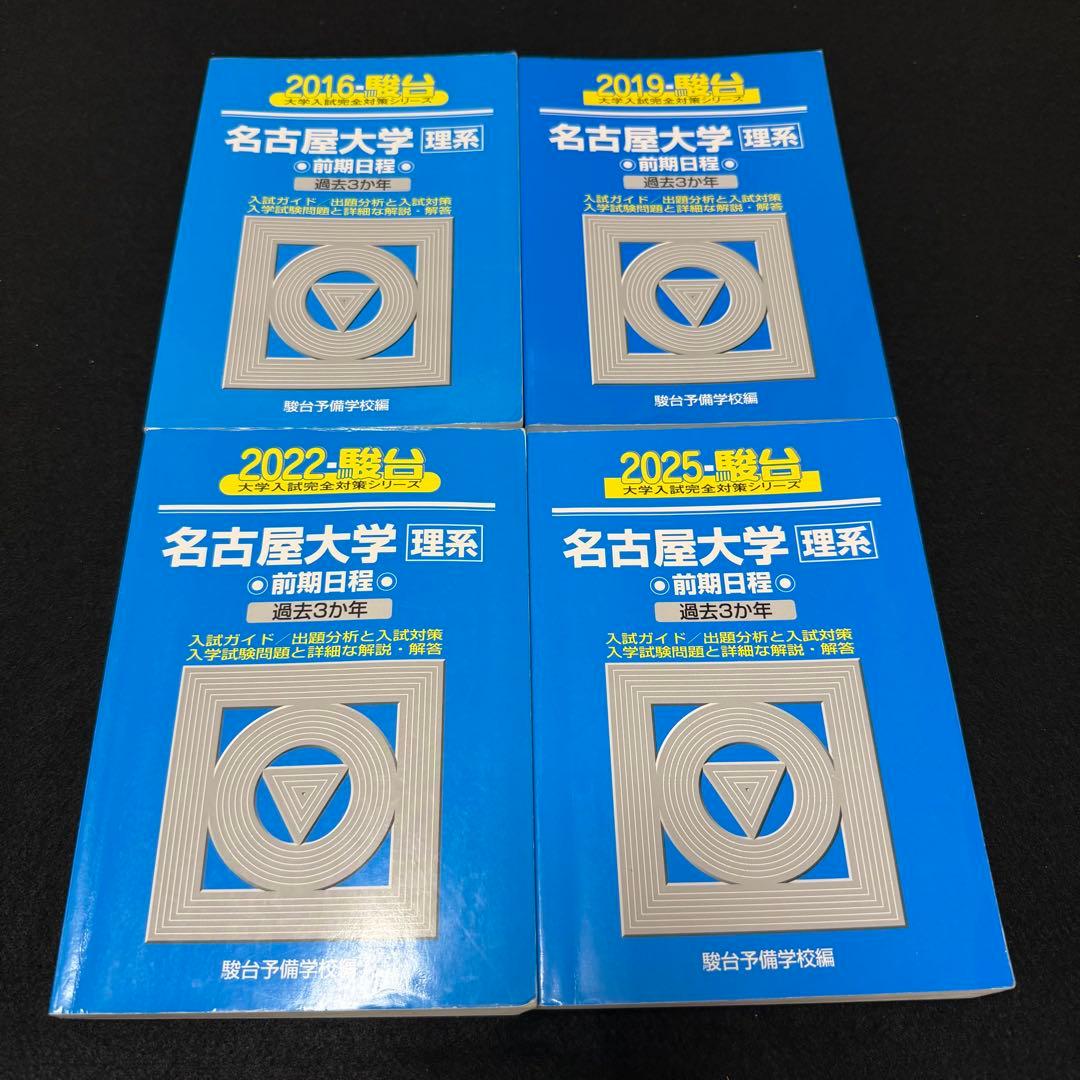 2016-駿台
大学入試完全対策シリーズ
名古屋大学 理系
前期日程
過去3か年
入試ガイド/出題分析と入試対策
入学試験問題と詳細な解説・解答
駿台予備学校編
2019-駿台
大学入試完全対策シリーズ
名古屋大学 理系
前期日程
過去3か年
入試ガイド/出題分析と入試対策
入学試験問題と詳細な解説・解答
駿台予備学校編
2022-駿台
大学入試完全対策シリーズ
名古屋大学 理系
前期日程
過去3か年
入試ガイド/出題分析と入試対策
入学試験問題と詳細な解説・解答
駿台予備学校編
2025-駿台
大学入試完全対策シリーズ
名古屋大学 理系
前期日程
過去3か年
入試ガイド/出題分析と入試対策
入学試験問題と詳細な解説・解答
駿台予備学校編